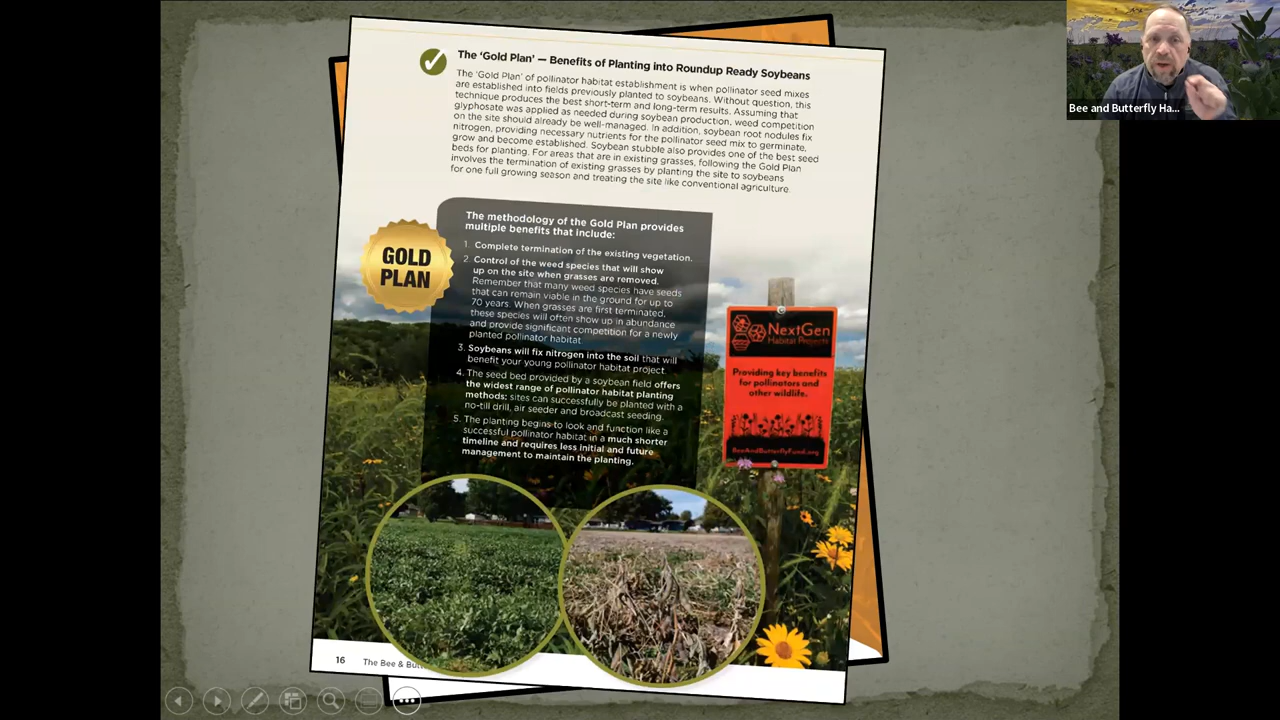 The 'Gold Plan' — Benefits of Planting into Roundup Ready Soybeans
The 'Gold Plan' of pollinator habitat establishment is when pollinator seed mixes
are established into fields previously planted to soybeans. Without question, this
technique produces the best short-term and long-term results. Assuming that
glyphosate was applied as needed during soybean production, weed competition
on the site should already be well-managed. In addition, soybean root nodules fix
nitrogen, providing necessary nutrients for the pollinator seed mix to germinate,
grow and become established. Soybean stubble also provides one of the best seed
beds for planting. For areas that are in existing grasses, following the Gold Plan
involves the termination of existing grasses by planting the site to soybeans
for one full growing season and treating the site like conventional agriculture.
GOLD
PLAN
The methodology of the Gold Plan provides
multiple benefits that include:
1. Complete termination of the existing vegetation.
2. Control of the weed species that will show
up on the site when grasses are removed.
Remember that many weed species have seeds
that can remain viable in the ground for up to
70 years. When grasses are first terminated,
these species will often show up in abundance
and provide significant competition for a newly
planted pollinator habitat.
3. Soybeans will fix nitrogen into the soil that will
benefit your young pollinator habitat project.
4. The seed bed provided by a soybean field offers
the widest range of pollinator habitat planting
methods; sites can successfully be planted with a
no-till drill, air seeder and broadcast seeding.
5. The planting begins to look and function like a
successful pollinator habitat in a much shorter
timeline and requires less initial and future
management to maintain the planting.
NextGen
Habitat Projects
Providing key benefits
for pollinators and
other wildlife.
BeeAndButterflyFund.org
16 The Bee & But
Bee and Butterfly Ha...